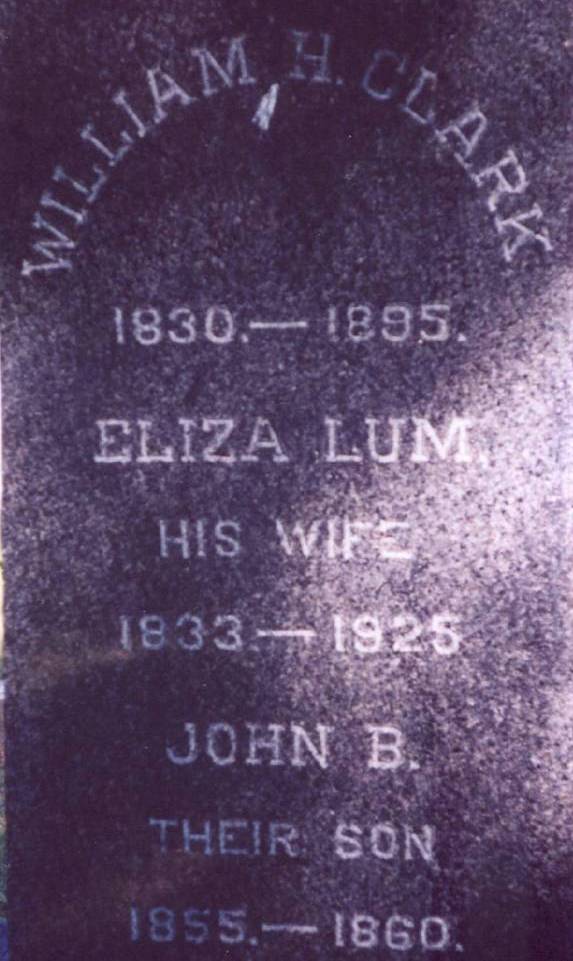 WILLIAM H. CLARK
1830.—1895.
ELIZA LUM.
HIS WIFE
1833.—1925
JOHN B.
THEIR SON
1855.—1860.